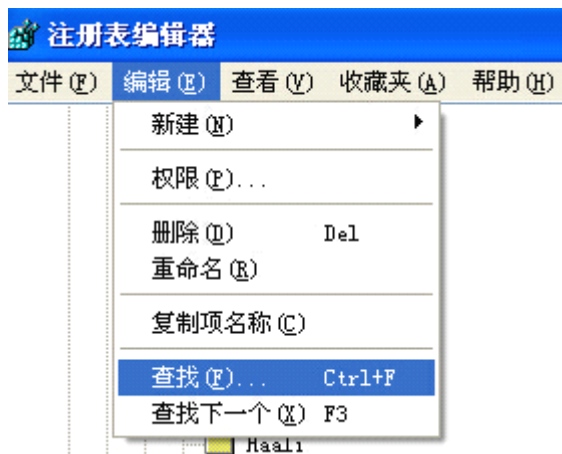 注册表编辑器
文件(F) 编辑(E) 查看(V) 收藏夹(A) 帮助(H)
新建(N)
权限(P)...
删除(D) Del
重命名(R)
复制项名称(C)
查找(F)... Ctrl+F
查找下一个(X) F3
Haali